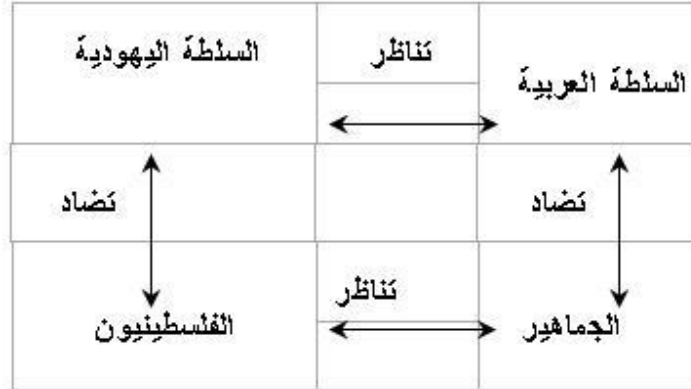 السلطة العربية
تناظر
السلطة اليهودية
تضاد
تضاد
الجماهير
تناظر
الفلسطينيون